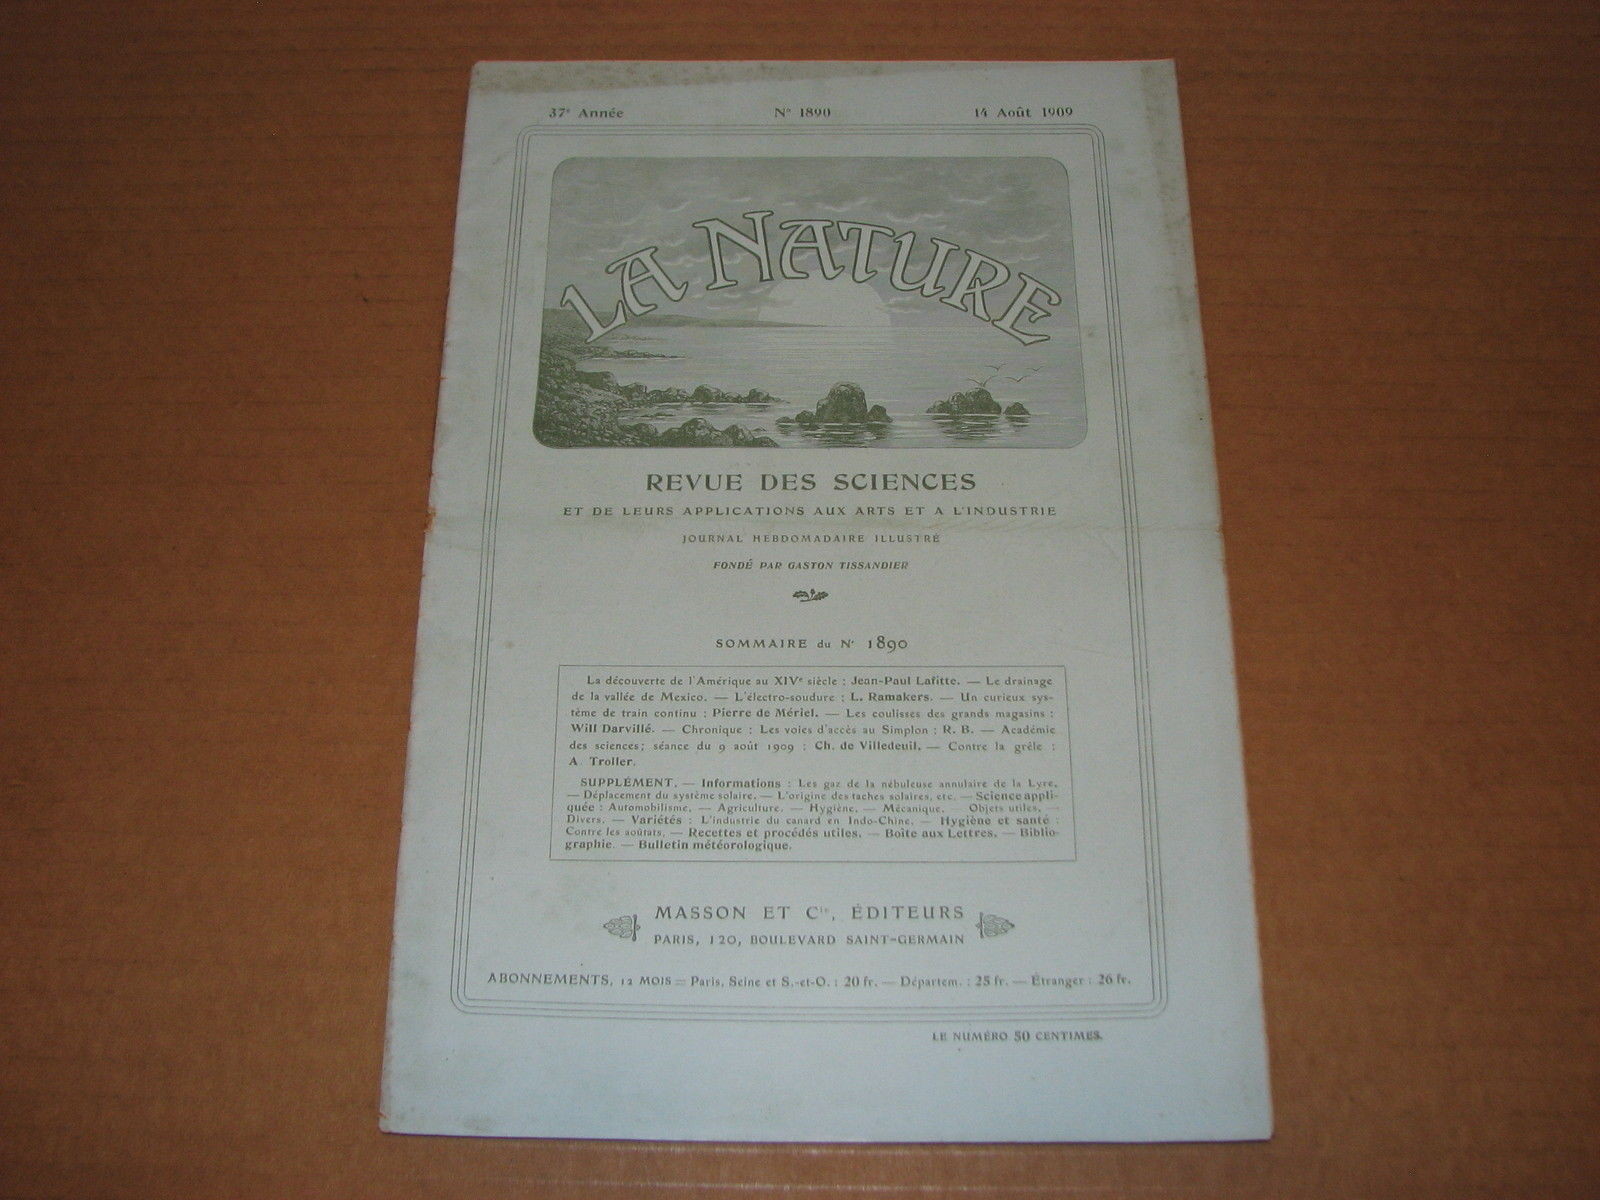 37e Année No 1890 14 Août 1909
LA NATURE
REVUE DES SCIENCES
ET DE LEURS APPLICATIONS AUX ARTS ET A L'INDUSTRIE
JOURNAL HEBDOMADAIRE ILLUSTRÉ
FONDÉ PAR GASTON TISSANDIER
SOMMAIRE du No 1890
La découverte de l'Amérique au XIVe siècle : Jean-Paul Lafitte. — Le drainage
de la vallée de Mexico. — L'électro-soudure : L. Ramakers. — Un curieux sys-
tème de train continu : Pierre de Mériel. — Les coulisses des grands magasins :
Will Darvillé. — Chronique : Les voies d'accès au Simplon : R. B. — Académie
des sciences; séance du 9 août 1909 : Ch. de Villedeuil. — Contre la grêle :
A. Troller.
SUPPLÉMENT. — Informations : Les gaz de la nébuleuse annulaire de la Lyre.
— Déplacement du système solaire. — L'origine des taches solaires, etc. — Science appli-
quée : Automobilisme. — Agriculture. — Hygiène. — Mécanique. — Objets utiles. —
Divers. — Variétés : L'industrie du canard en Indo-Chine. — Hygiène et santé :
Contre les aoûtats. — Recettes et procédés utiles. — Boîte aux Lettres. — Biblio-
graphie. — Bulletin météorologique.
MASSON ET Cie, ÉDITEURS
PARIS, 120, BOULEVARD SAINT-GERMAIN
ABONNEMENTS, 12 MOIS = Paris, Seine et S.-et-O. : 20 fr. — Départem. : 25 fr. — Étranger : 26 fr.
LE NUMÉRO 50 CENTIMES.